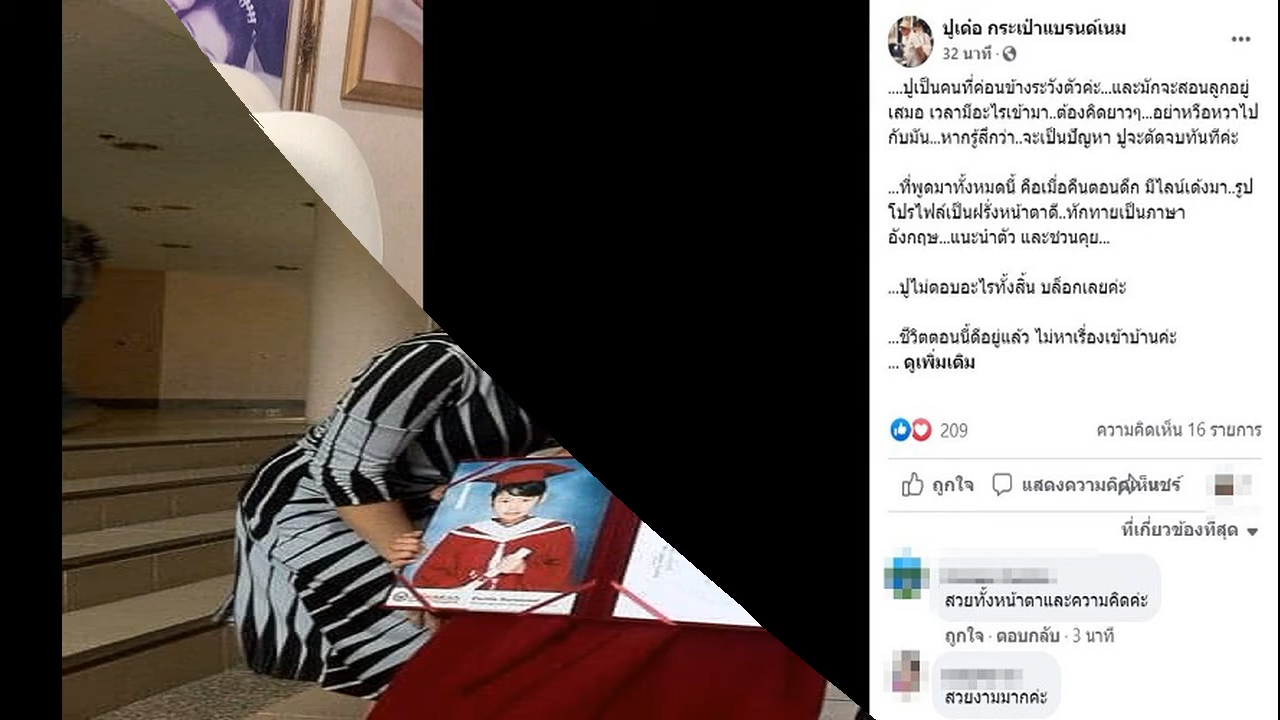 ปูเด๋อ กระเป๋าแบรนด์เนม
32 นาที
....ปูเป็นคนที่ค่อนข้างระวังตัวค่ะ...และมักจะสอนลูกอยู่
เสมอ เวลามีอะไรเข้ามา..ต้องคิดยาวๆ...อย่าหวือหวาไป
กับมัน...หากรู้สึกว่า..จะเป็นปัญหา ปูจะตัดจบทันทีค่ะ
...ที่พูดมาทั้งหมดนี้ คือเมื่อคืนตอนดึก มีไลน์เด้งมา..รูป
โปรไฟล์เป็นฝรั่งหน้าตาดี..ทักทายเป็นภาษา
อังกฤษ...แนะนำตัว และชวนคุย...
...ปูไม่ตอบอะไรทั้งสิ้น บล็อกเลยค่ะ
...ชีวิตตอนนี้ดีอยู่แล้ว ไม่หาเรื่องเข้าบ้านค่ะ
... ดูเพิ่มเติม
209 ความคิดเห็น 16 รายการ
ถูกใจ แสดงความคิดเห็น แชร์
ที่เกี่ยวข้องที่สุด
สวยทั้งหน้าตาและความคิดค่ะ
ถูกใจ · ตอบกลับ · 3 นาที
สวยงามมากค่ะ